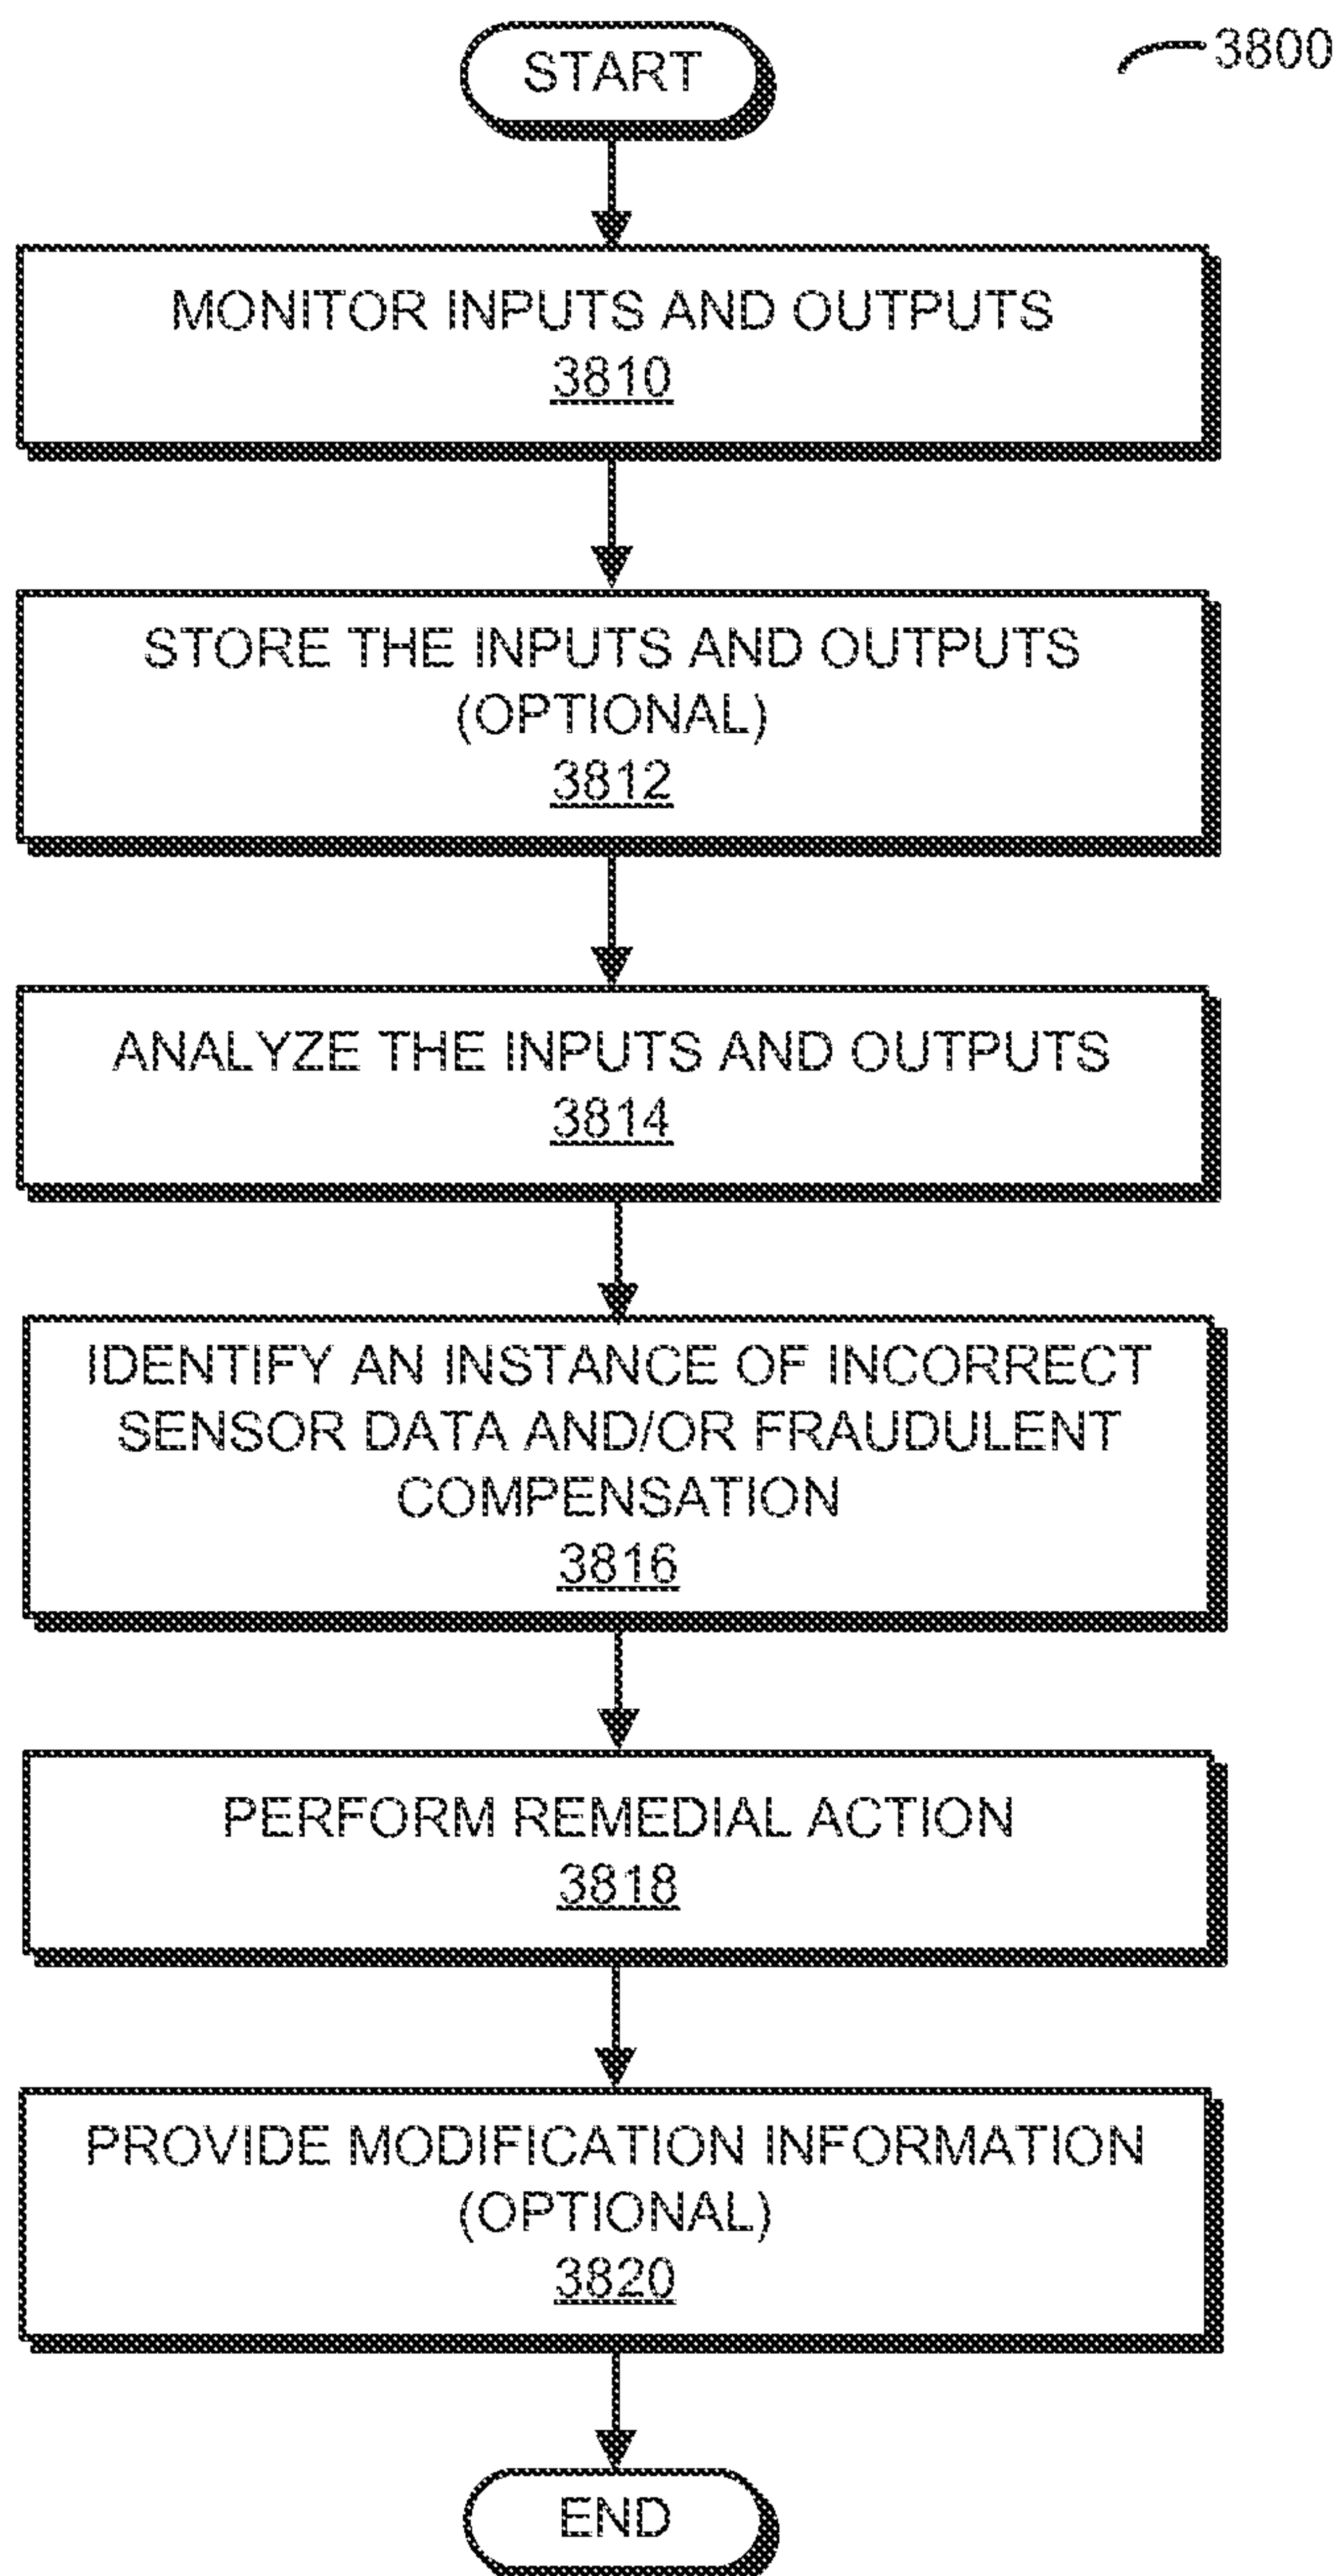 START
3800
MONITOR INPUTS AND OUTPUTS
3810
STORE THE INPUTS AND OUTPUTS
(OPTIONAL)
3812
ANALYZE THE INPUTS AND OUTPUTS
3814
IDENTIFY AN INSTANCE OF INCORRECT
SENSOR DATA AND/OR FRAUDULENT
COMPENSATION
3816
PERFORM REMEDIAL ACTION
3818
PROVIDE MODIFICATION INFORMATION
(OPTIONAL)
3820
END